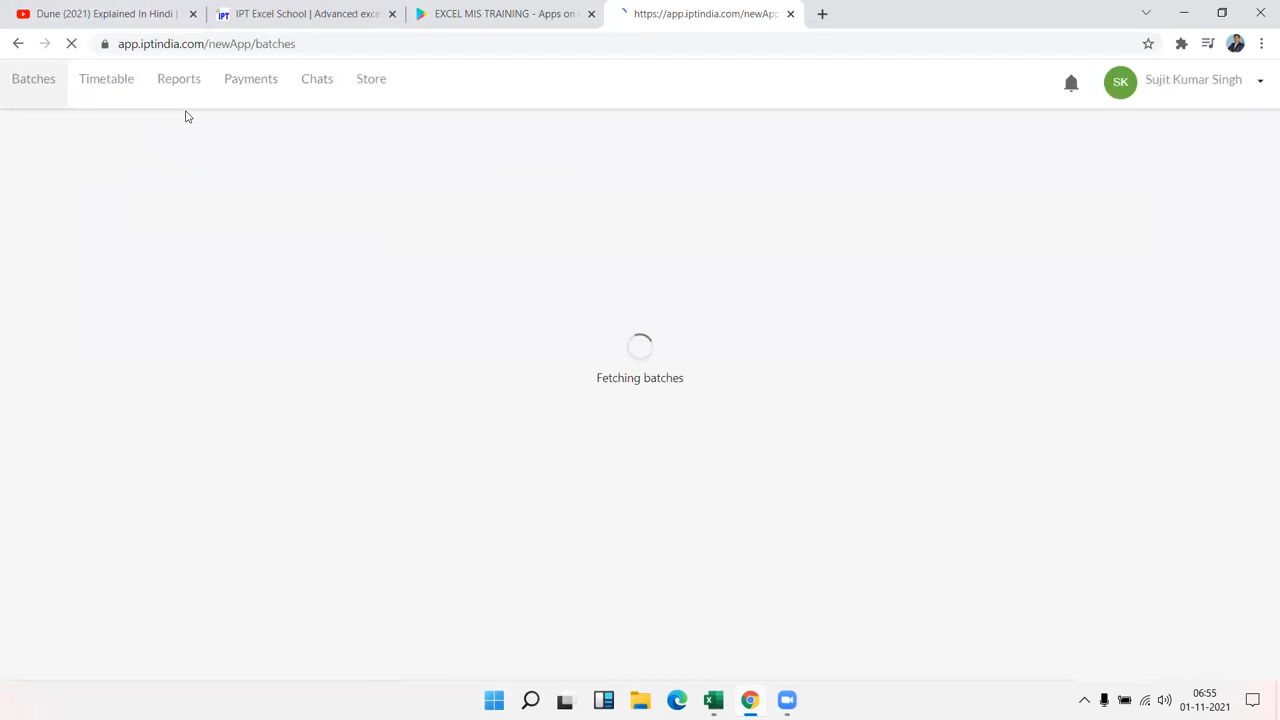 Dune (2021) Explained In Hindi |
IPT Excel School | Advanced exce
EXCEL MIS TRAINING - Apps on
https://app.iptindia.com/newApp
app.iptindia.com/newApp/batches
Batches Timetable Reports Payments Chats Store
SK Sujit Kumar Singh
Fetching batches
06:55
01-11-2021